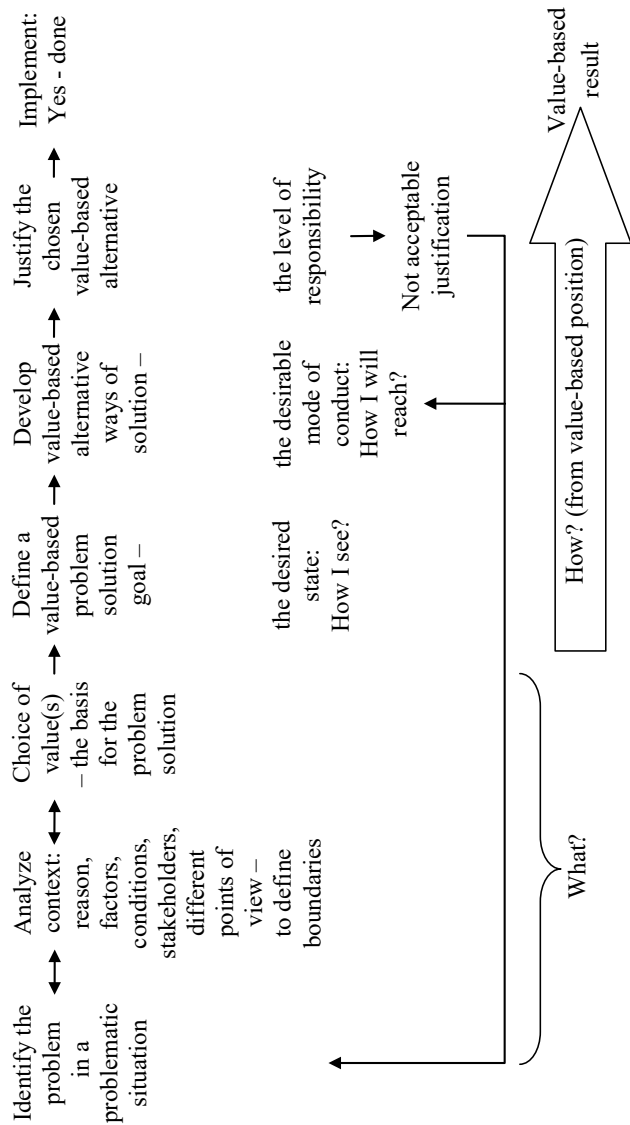 Identify the
problem
in a
problematic
situation
Analyze
context:
reason,
factors,
conditions,
stakeholders,
different
points of
view –
to define
boundaries
Choice of
value(s)
– the basis
for the
problem
solution
Define a
value-based
problem
solution
goal –
the desired
state:
How I see?
Develop
value-based
alternative
ways of
solution –
the desirable
mode of
conduct:
How I will
reach?
Justify the
chosen
value-based
alternative
the level of
responsibility
Not acceptable
justification
Implement:
Yes - done
What?
How? (from value-based position)
Value-based
result